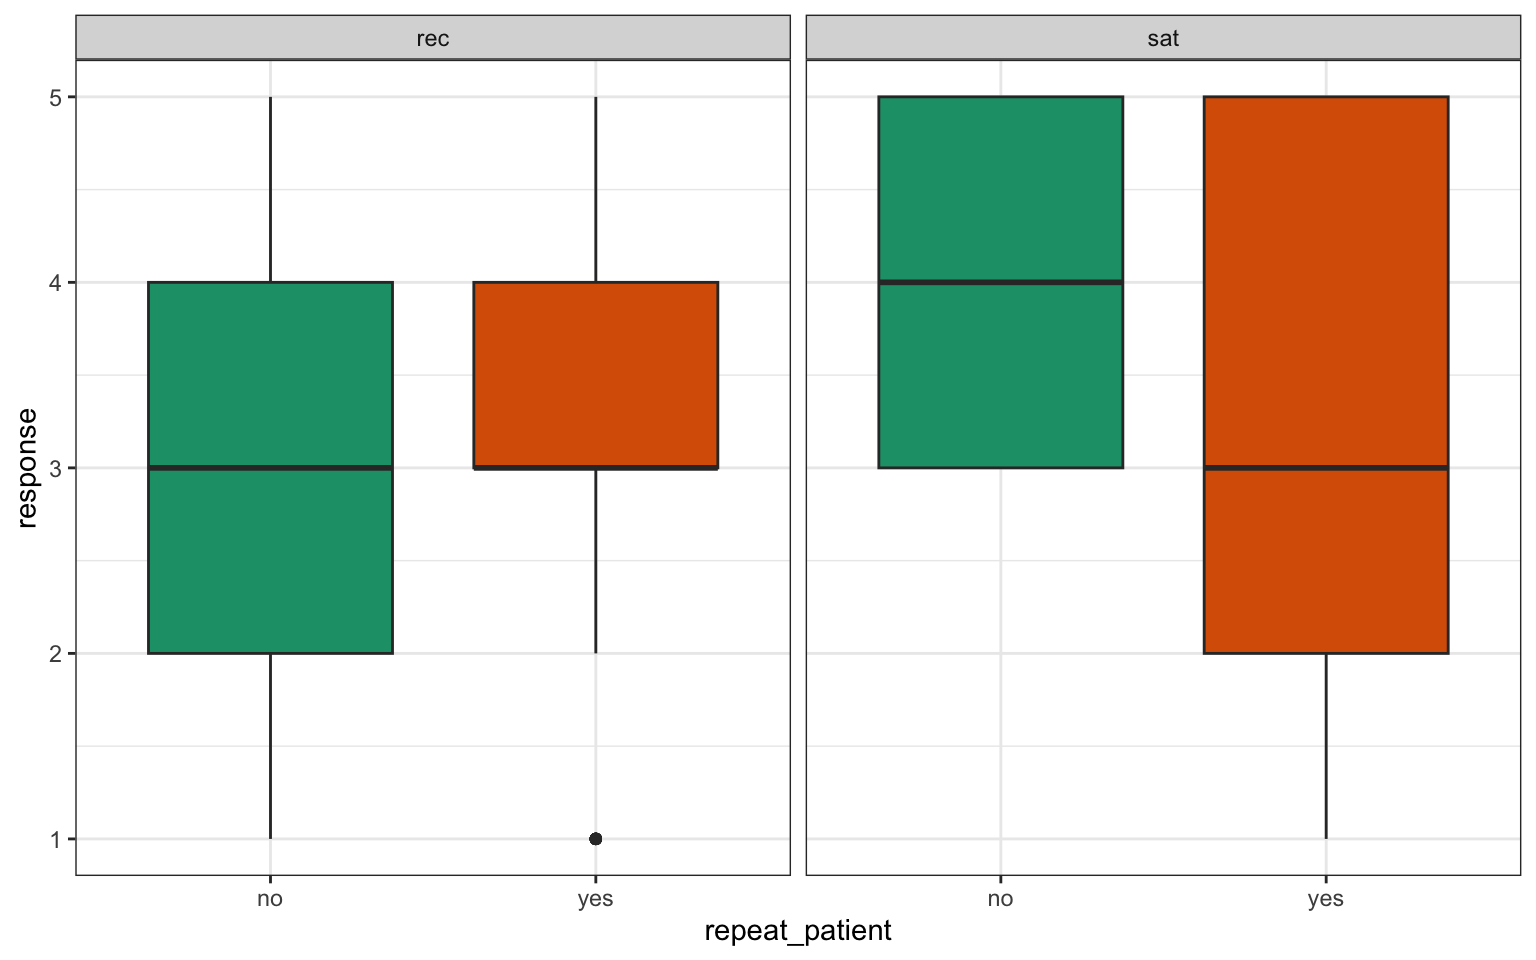 rec
sat
response
5
4
3
2
1
no
yes
no
yes
repeat_patient